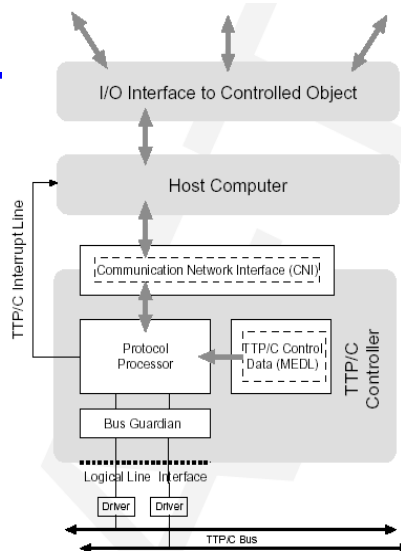 I/O Interface to Controlled Object
Host Computer
TTP/C Interrupt Line
Communication Network Interface (CNI)
Protocol
Processor
TTP/C Control
Data (MEDL)
TTP/C
Controller
Bus Guardian
Logical Line Interface
Driver
Driver
TTP/C Bus